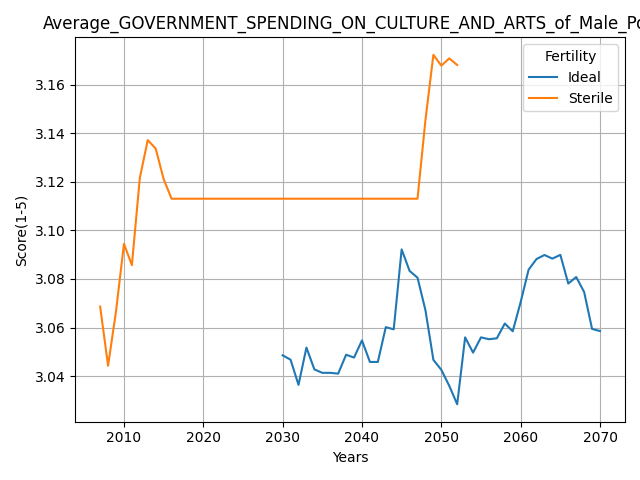 Average_GOVERNMENT_SPENDING_ON_CULTURE_AND_ARTS_of_Male_Po
Fertility
Ideal
Sterile
3.16
3.14
3.12
3.10
3.08
3.06
3.04
Score(1-5)
2010 2020 2030 2040 2050 2060 2070
Years